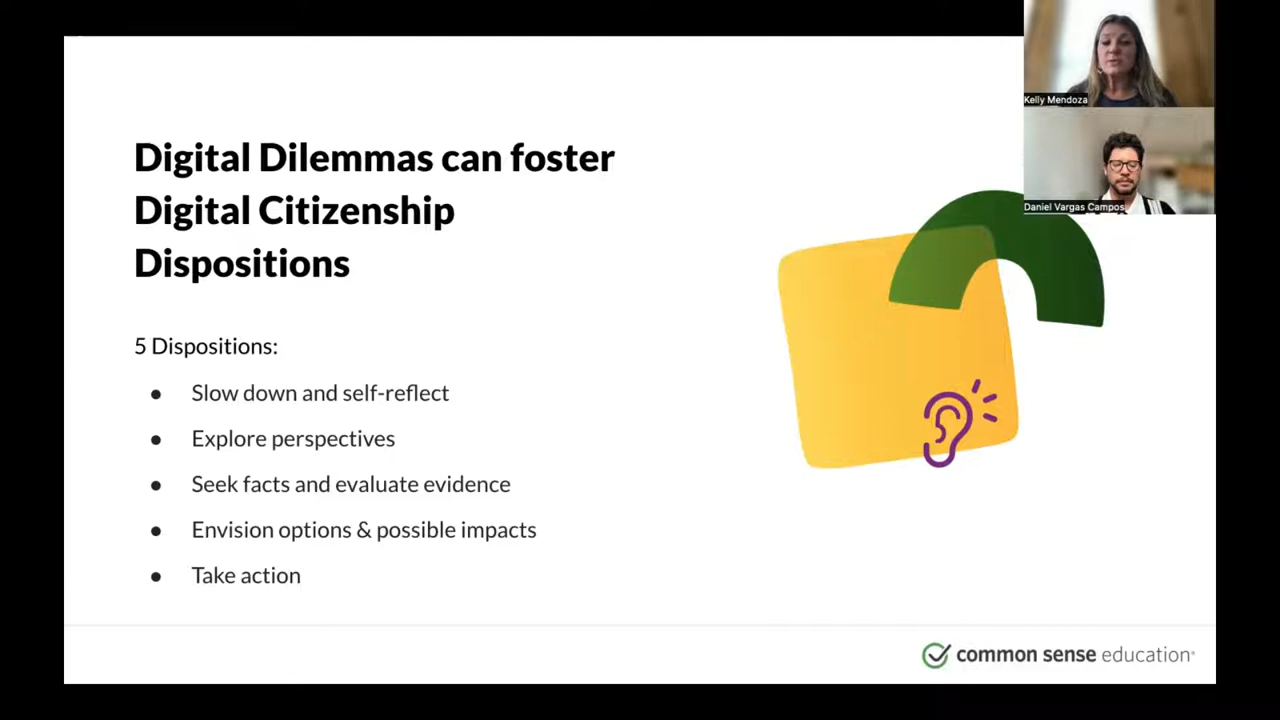 Kelly Mendoza
Daniel Vargas Campos
Digital Dilemmas can foster
Digital Citizenship
Dispositions
5 Dispositions:
● Slow down and self-reflect
● Explore perspectives
● Seek facts and evaluate evidence
● Envision options & possible impacts
● Take action
common sense education®